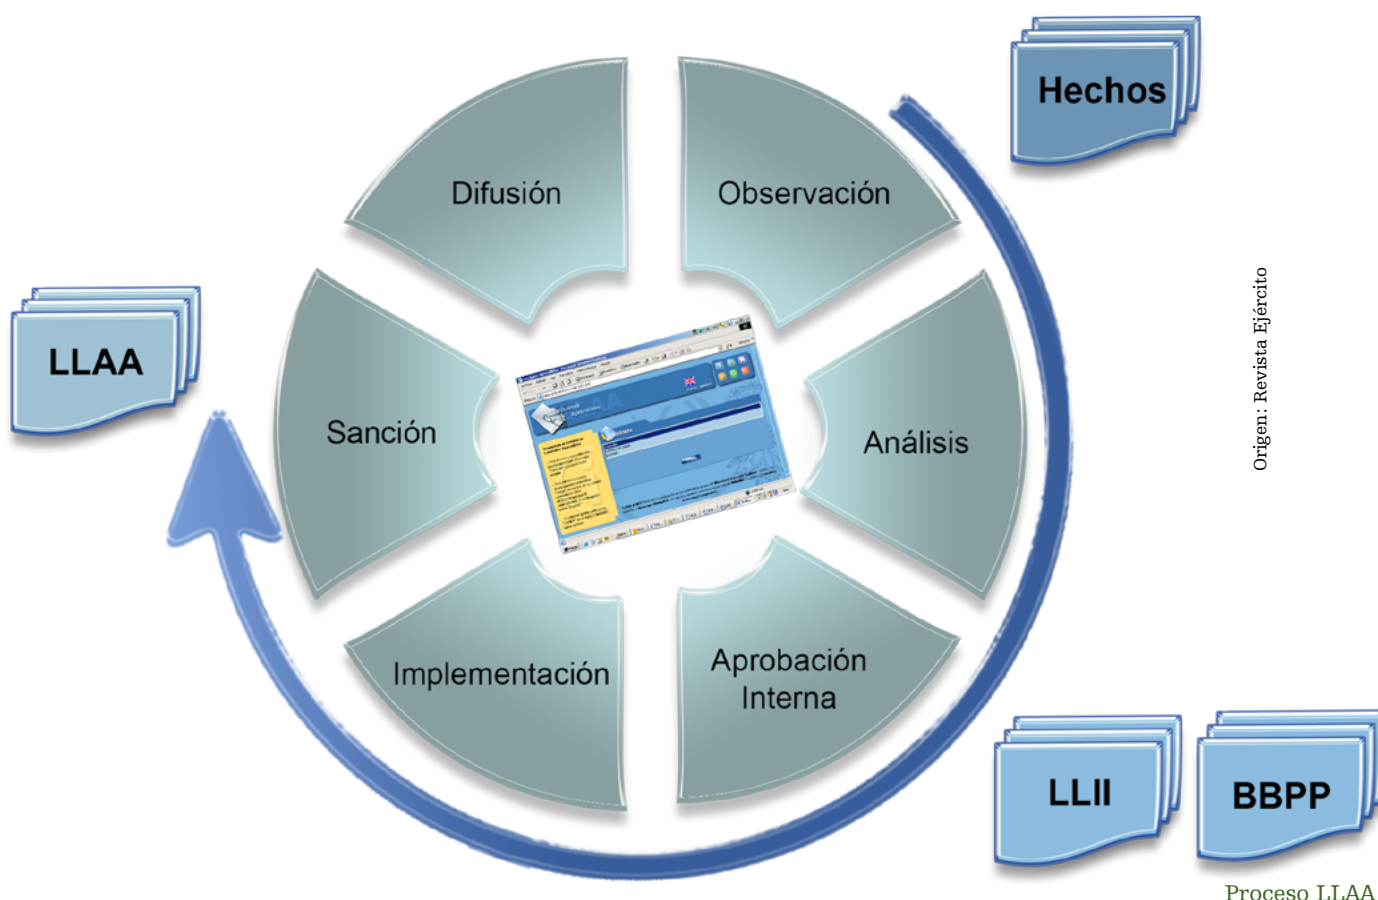 Hechos
Difusión
Observación
Origen: Revista Ejército
LLAA
Sanción
Análisis
Implementación
Aprobación
Interna
LLII
BBPP
Proceso LLAA